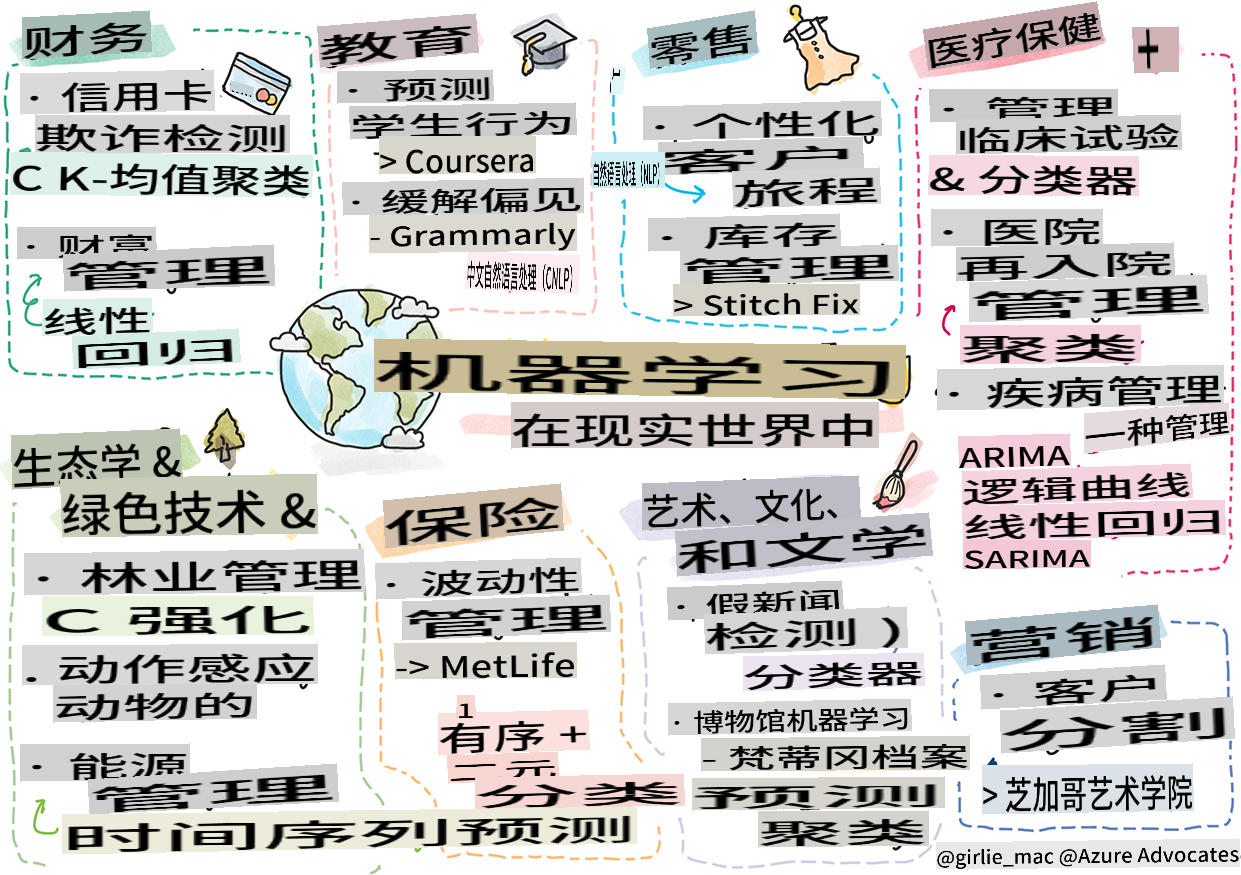 财务
· 信用卡
欺诈检测
C K-均值聚类
· 财富
管理
线性
回归
教育
· 预测
学生行为
> Coursera
· 缓解偏见
- Grammarly
中文自然语言处理（CNLP）
零售
· 个性化
客户
旅程
自然语言处理（NLP）
· 库存
管理
> Stitch Fix
医疗保健 +
· 管理
临床试验
& 分类器
· 医院
再入院
管理
聚类
· 疾病管理
一种管理
ARIMA
逻辑曲线
线性回归
SARIMA
机器学习
在现实世界中
生态学 &
绿色技术 &
· 林业管理
C 强化
. 动作感应
动物的
· 能源
管理
时间序列预测
保险
· 波动性
管理
-> MetLife
1
有序 +
二元
分类
艺术、文化、
和文学
· 假新闻
检测 ）
分类器
· 博物馆机器学习
- 梵蒂冈档案
预测
聚类
营销
· 客户
分割
> 芝加哥艺术学院
@girlie_mac @Azure Advocates